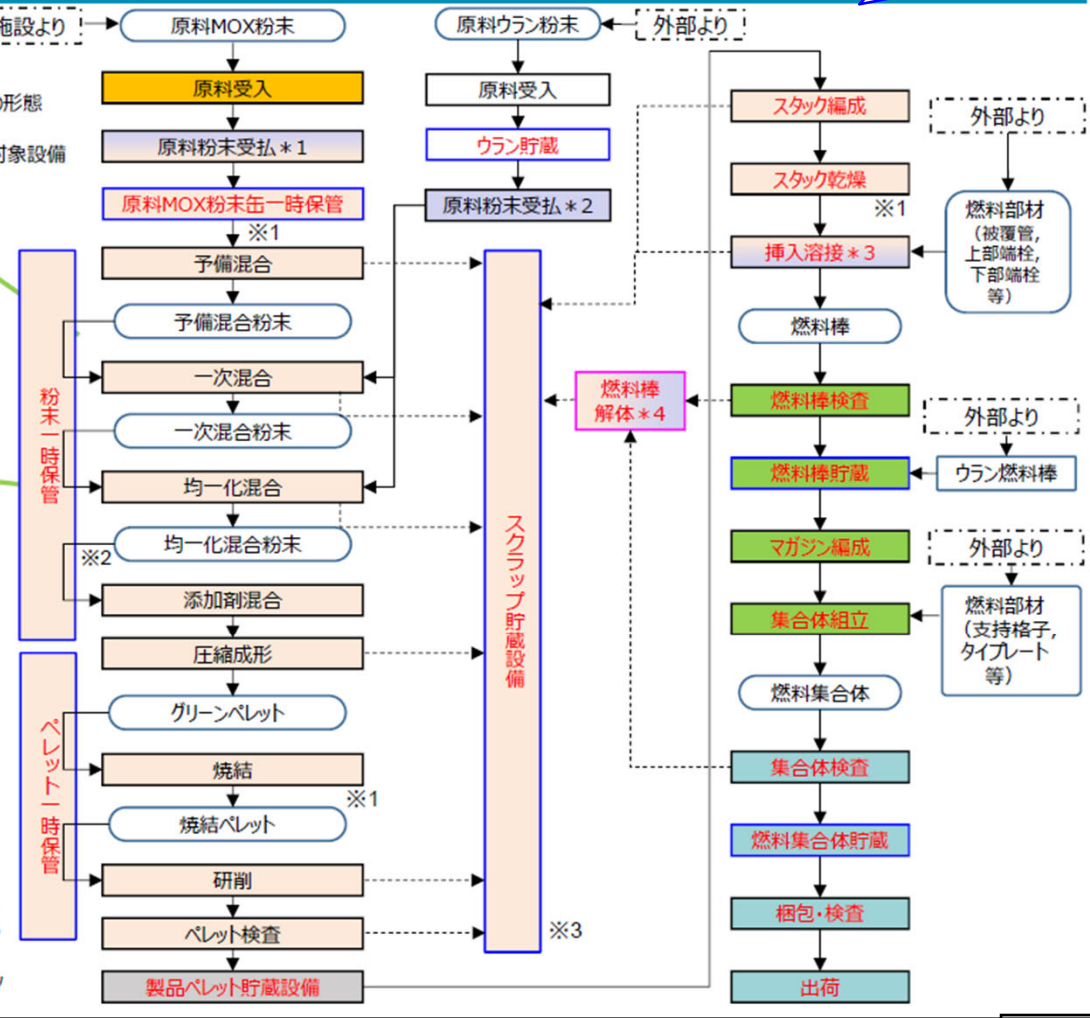 施設より
原料MOX粉末
原料受入
原料粉末受払*1
原料MOX粉末缶一時保管
※1
予備混合
予備混合粉末
一次混合
一次混合粉末
均一化混合
均一化混合粉末
※2
添加剤混合
圧縮成形
グリーンペレット
焼結
※1
焼結ペレット
研削
ペレット検査
製品ペレット貯蔵設備
の形態
対象設備
粉末一時保管
ペレット一時保管
原料ウラン粉末
外部より
原料受入
ウラン貯蔵
原料粉末受払*2
スクラップ貯蔵設備
※3
燃料棒
解体*4
スタック編成
スタック乾燥
※1
挿入溶接*3
燃料棒
燃料棒検査
燃料棒貯蔵
マガジン編成
集合体組立
燃料集合体
集合体検査
燃料集合体貯蔵
梱包・検査
出荷
外部より
燃料部材
(被覆管,
上部端栓,
下部端栓
等)
外部より
ウラン燃料棒
外部より
燃料部材
(支持格子,
タイプレート
等)